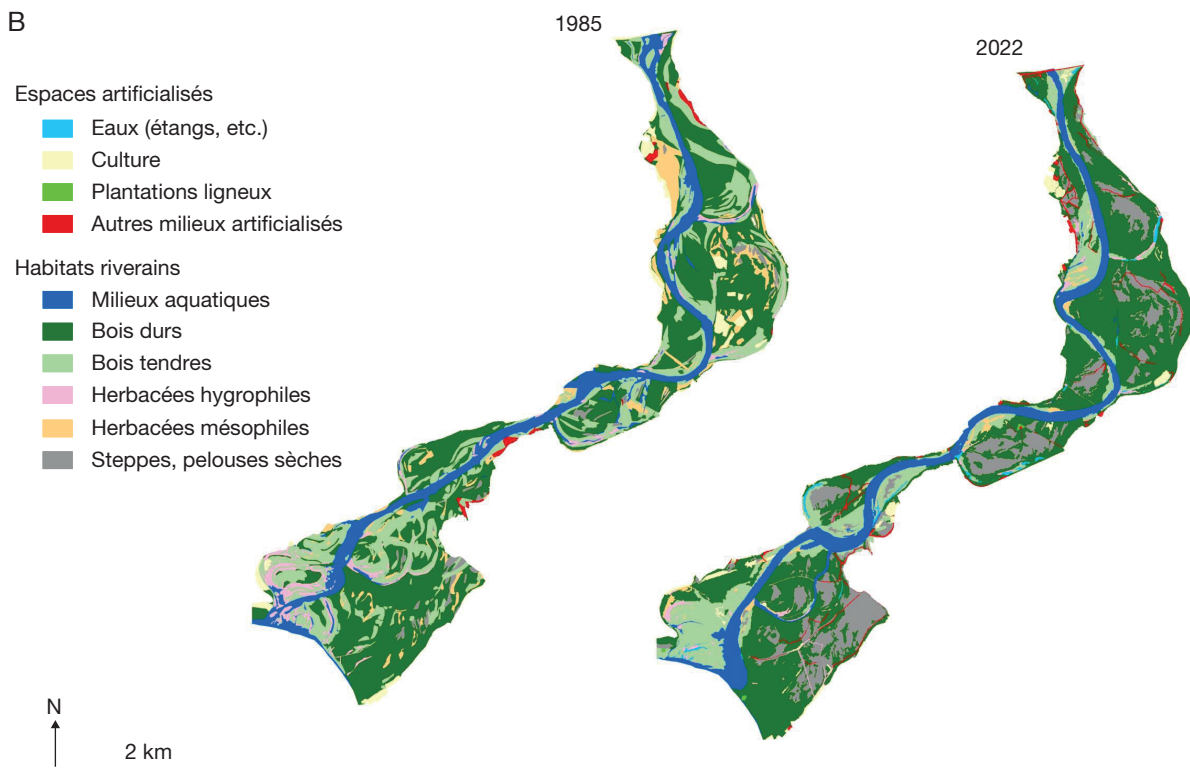 B
1985
2022
Espaces artificialisés
Eaux (étangs, etc.)
Culture
Plantations ligneux
Autres milieux artificialisés
Habitats riverains
Milieux aquatiques
Bois durs
Bois tendres
Herbacées hygrophiles
Herbacées mésophiles
Steppes, pelouses sèches
N
2 km